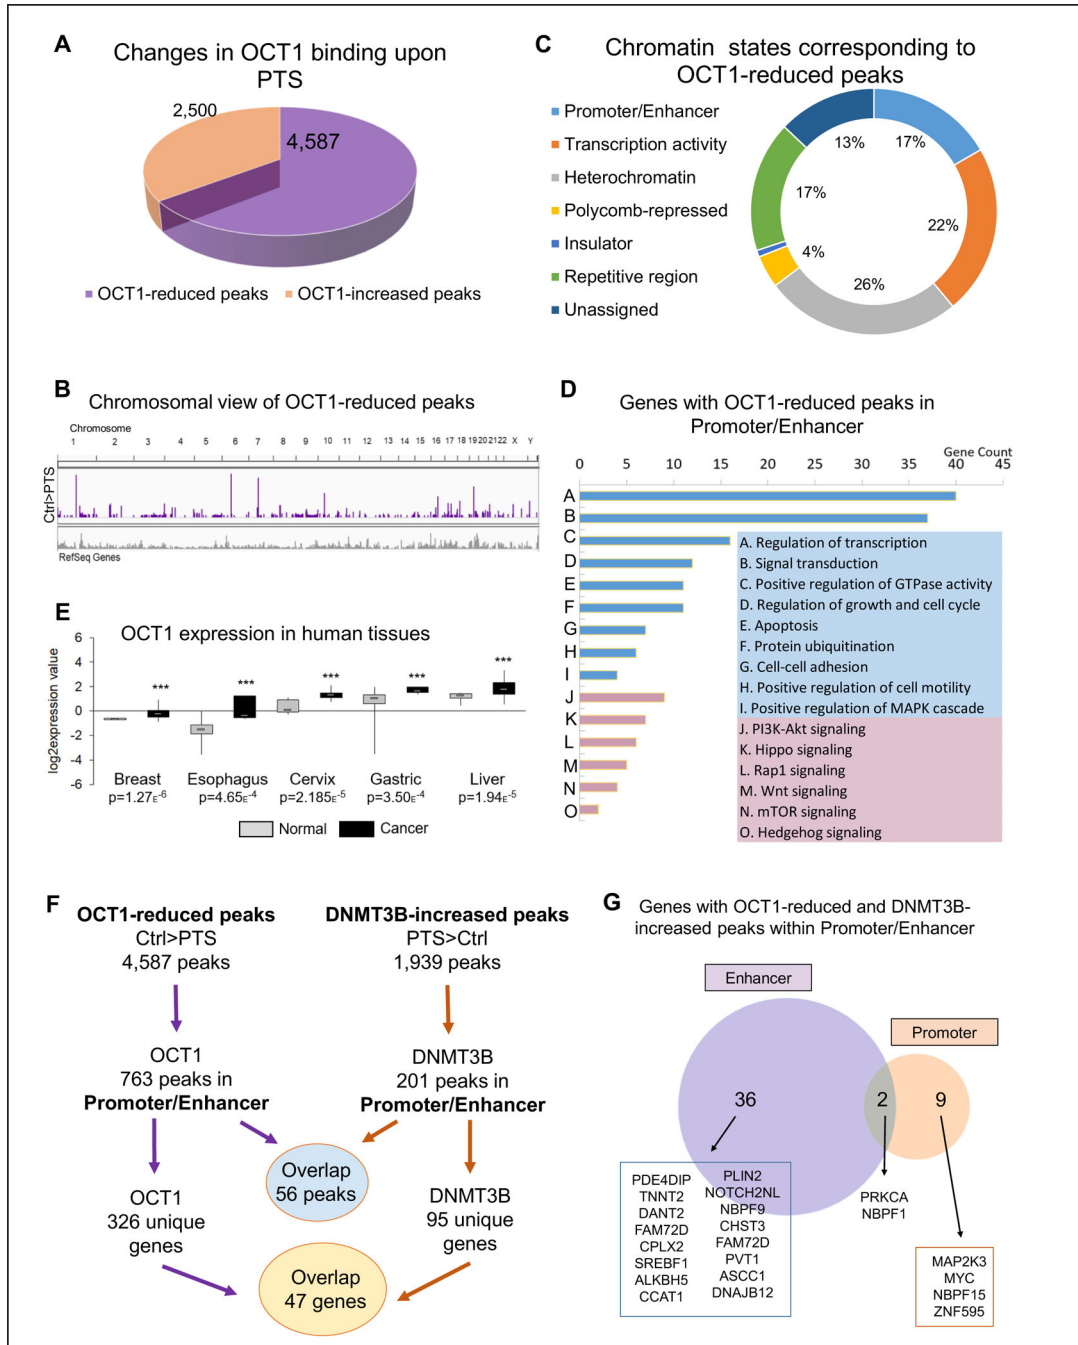 A
Changes in OCT1 binding upon
PTS
2,500
4,587
OCT1-reduced peaks
OCT1-increased peaks
C
Chromatin states corresponding to
OCT1-reduced peaks
Promoter/Enhancer
Transcription activity
Heterochromatin
Polycomb-repressed
Insulator
Repetitive region
Unassigned
13%
17%
17%
22%
4%
26%
B
Chromosomal view of OCT1-reduced peaks
Chromosome
1 2 3 4 5 6 7 8 9 10 11 12 13 14 15 16 17 18 19 20 21 22 X Y
Ctrl>PTS
RefSeq Genes
D
Genes with OCT1-reduced peaks in
Promoter/Enhancer
Gene Count
0 5 10 15 20 25 30 35 40 45
A
B
C
D
E
F
G
H
I
J
K
L
M
N
O
A. Regulation of transcription
B. Signal transduction
C. Positive regulation of GTPase activity
D. Regulation of growth and cell cycle
E. Apoptosis
F. Protein ubiquitination
G. Cell-cell adhesion
H. Positive regulation of cell motility
I. Positive regulation of MAPK cascade
J. PI3K-Akt signaling
K. Hippo signaling
L. Rap1 signaling
M. Wnt signaling
N. mTOR signaling
O. Hedgehog signaling
E
OCT1 expression in human tissues
log2expression value
6
4
2
0
-2
-4
-6
*** *** *** *** ***
Breast Esophagus Cervix Gastric Liver
p=1.27E-6 p=4.65E-4 p=2.185E-5 p=3.50E-4 p=1.94E-5
Normal Cancer
F
OCT1-reduced peaks
Ctrl>PTS
4,587 peaks
DNMT3B-increased peaks
PTS>Ctrl
1,939 peaks
OCT1
763 peaks in
Promoter/Enhancer
DNMT3B
201 peaks in
Promoter/Enhancer
Overlap
56 peaks
OCT1
326 unique
genes
DNMT3B
95 unique
genes
Overlap
47 genes
G
Genes with OCT1-reduced and DNMT3B-
increased peaks within Promoter/Enhancer
Enhancer
Promoter
36
2
9
PDE4DIP
TNNT2
DANT2
FAM72D
CPLX2
SREBF1
ALKBH5
CCAT1
PLIN2
NOTCH2NL
NBPF9
CHST3
FAM72D
PVT1
ASCC1
DNAJB12
PRKCA
NBPF1
MAP2K3
MYC
NBPF15
ZNF595